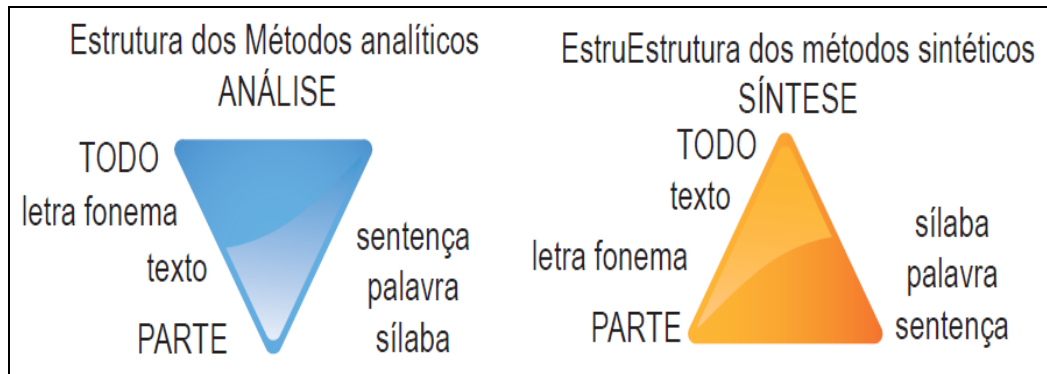 Estrutura dos Métodos analíticos
ANÁLISE
TODO
letra fonema
texto
PARTE
sentença
palavra
sílaba
EstruEstrutura dos métodos sintéticos
SÍNTESE
TODO
texto
letra fonema
PARTE
sílaba
palavra
sentença